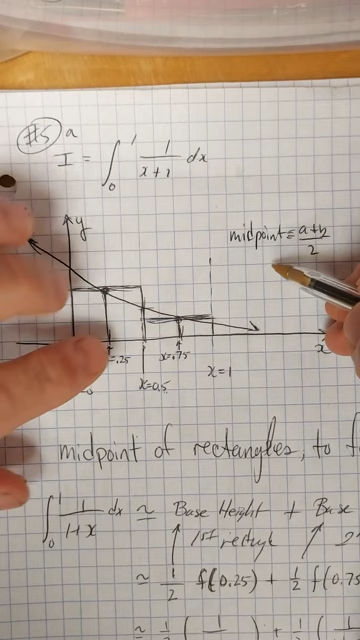 #5 a
I = ∫₀¹ 1/(x+1) dx
y
midpoint = (a+b)/2
=.25 x=.75 x
x=0.5 x=1
midpoint of rectangles, to
∫₀¹ 1/(1+x) dx ≃ Base Height + Base
1st
≃ 1/2 f(0.25) + 1/2 f(0.75